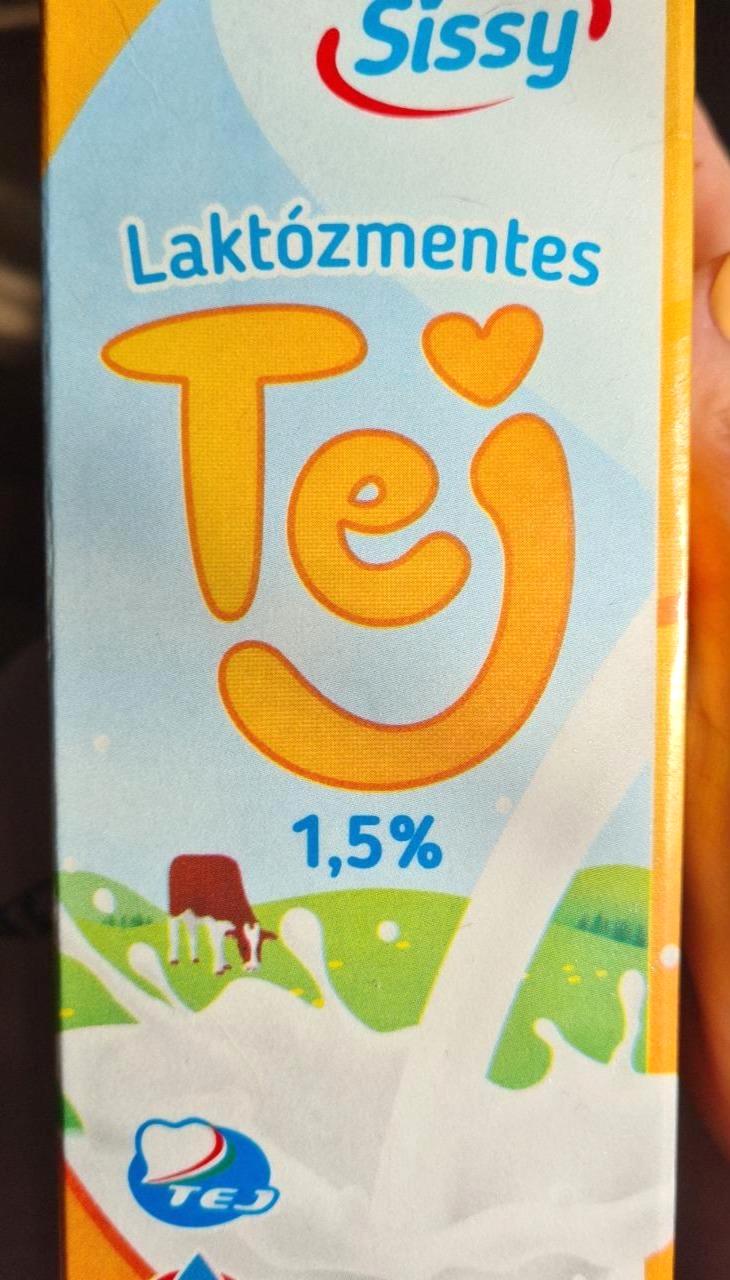 Sissy
Laktózmentes
Tej
1,5%
TEJ